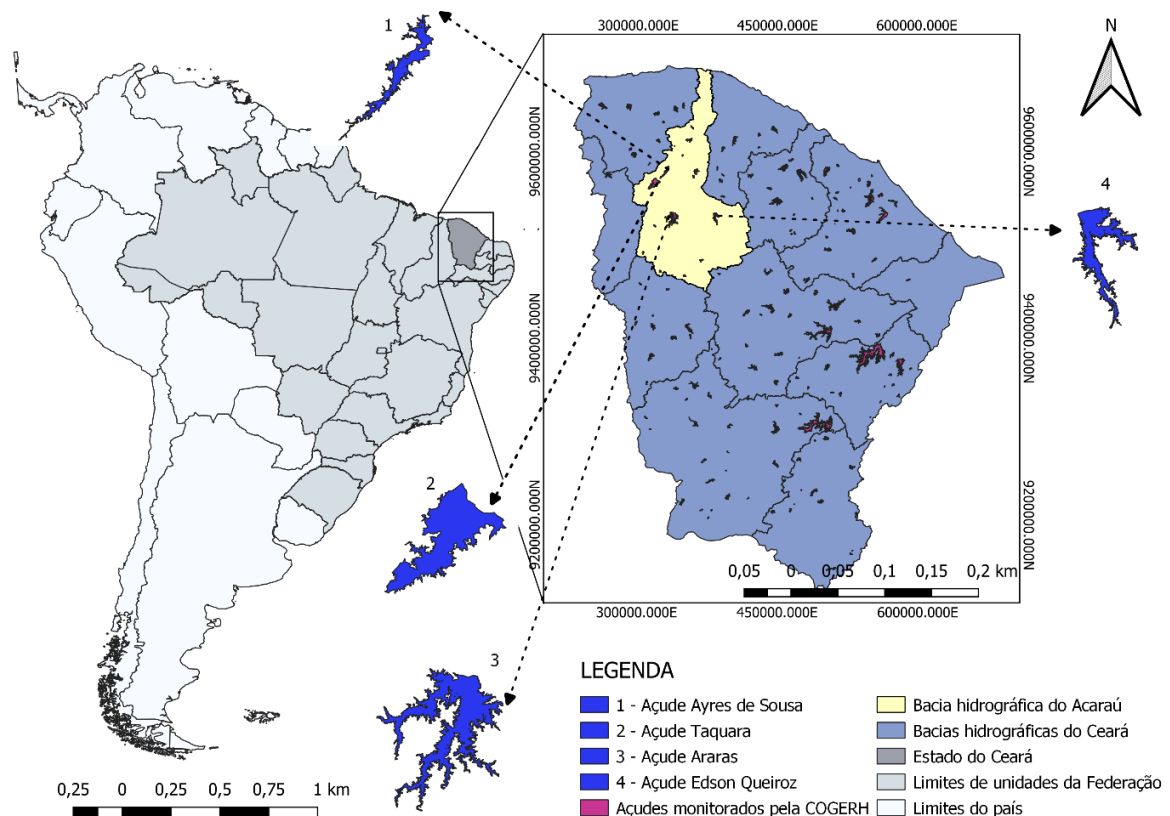 1
300000.000E 450000.000E 600000.000E
N
9600000.000N
9600000.000N
4
9400000.000N
9400000.000N
2
9200000.000N
9200000.000N
0,05 0 0,05 0,1 0,15 0,2 km
300000.000E 450000.000E 600000.000E
3
LEGENDA
1 - Açude Ayres de Sousa
2 - Açude Taquara
3 - Açude Araras
4 - Açude Edson Queiroz
Açudes monitorados pela COGERH
Bacia hidrográfica do Acaraú
Bacias hidrográficas do Ceará
Estado do Ceará
Limites de unidades da Federação
Limites do país
0,25 0 0,25 0,5 0,75 1 km